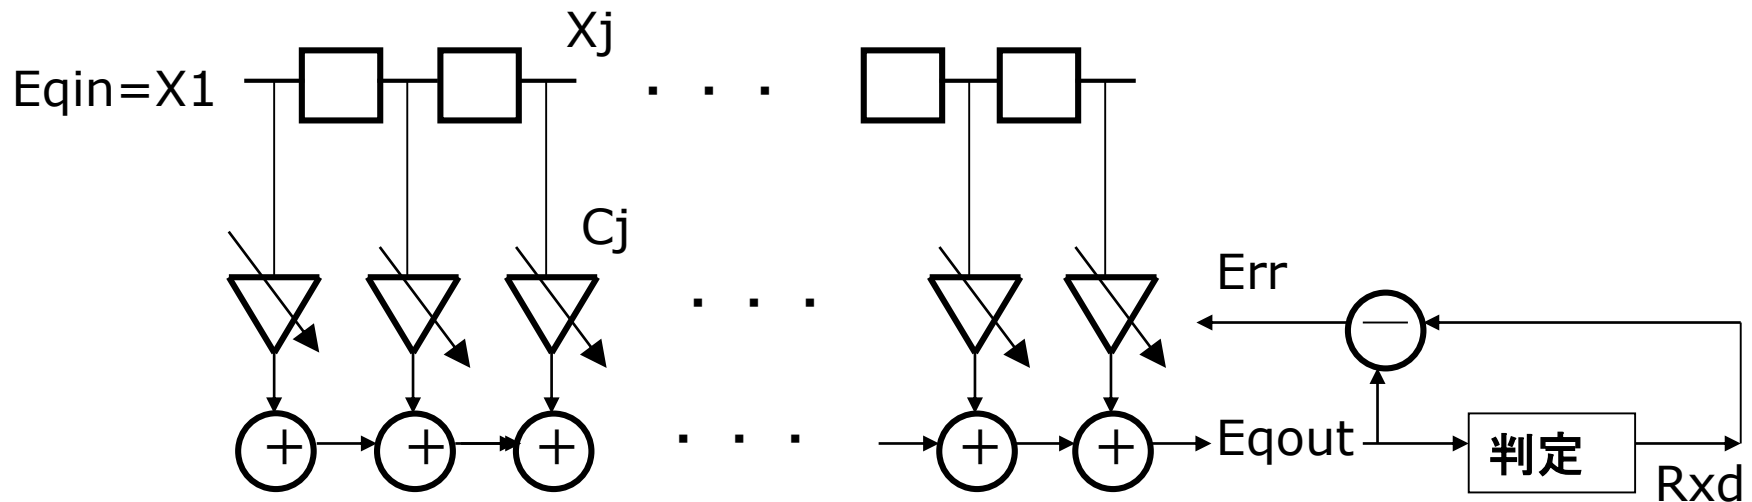 Xj
Eqin=X1
Cj
Err
Eqout
判定
Rxd